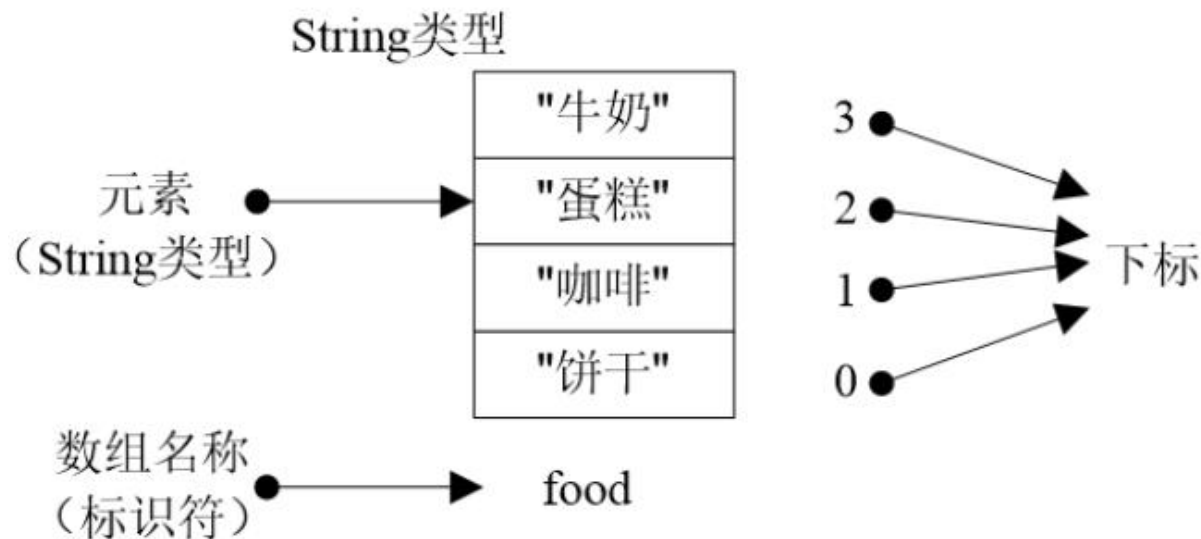 String类型
"牛奶"
3
元素
（String类型）
"蛋糕"
2
下标
"咖啡"
1
"饼干"
0
数组名称
（标识符）
food